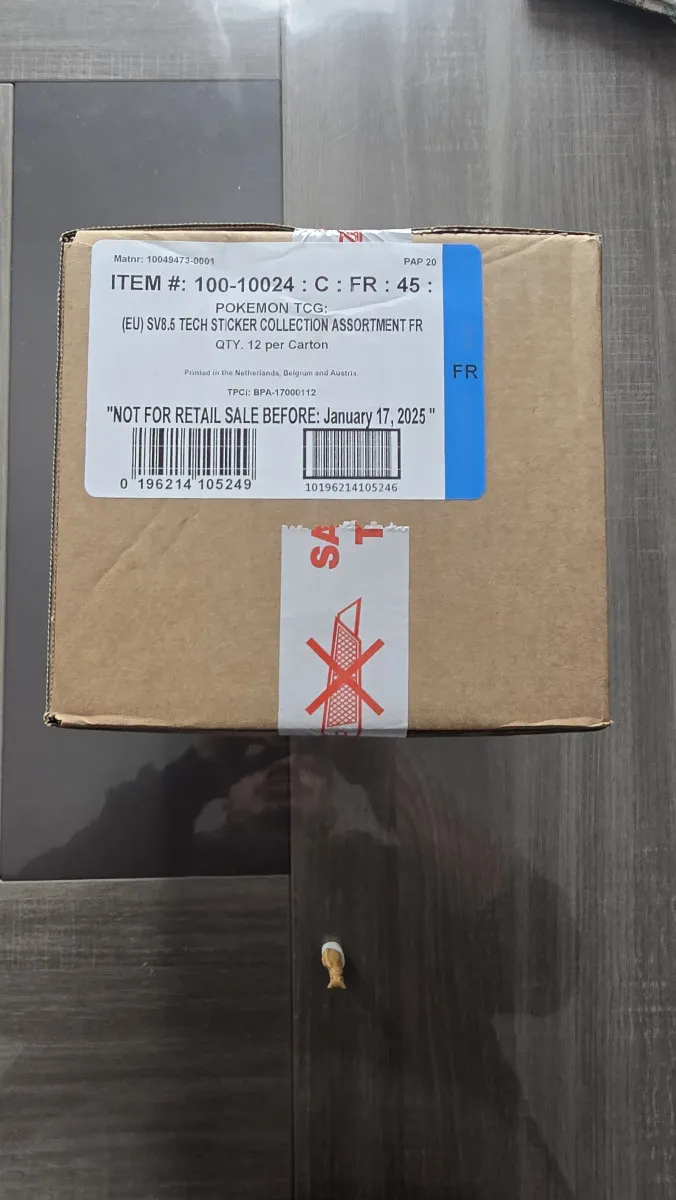 Matnr: 10049473-0001
PAP 20
ITEM #: 100-10024 : C : FR : 45 :
POKEMON TCG:
(EU) SV8.5 TECH STICKER COLLECTION ASSORTMENT FR
QTY. 12 per Carton
FR
Printed in the Netherlands, Belgium and Austria.
TPCi: BPA-17000112
"NOT FOR RETAIL SALE BEFORE: January 17, 2025 "
0 196214 105249
10196214105246
SA
T